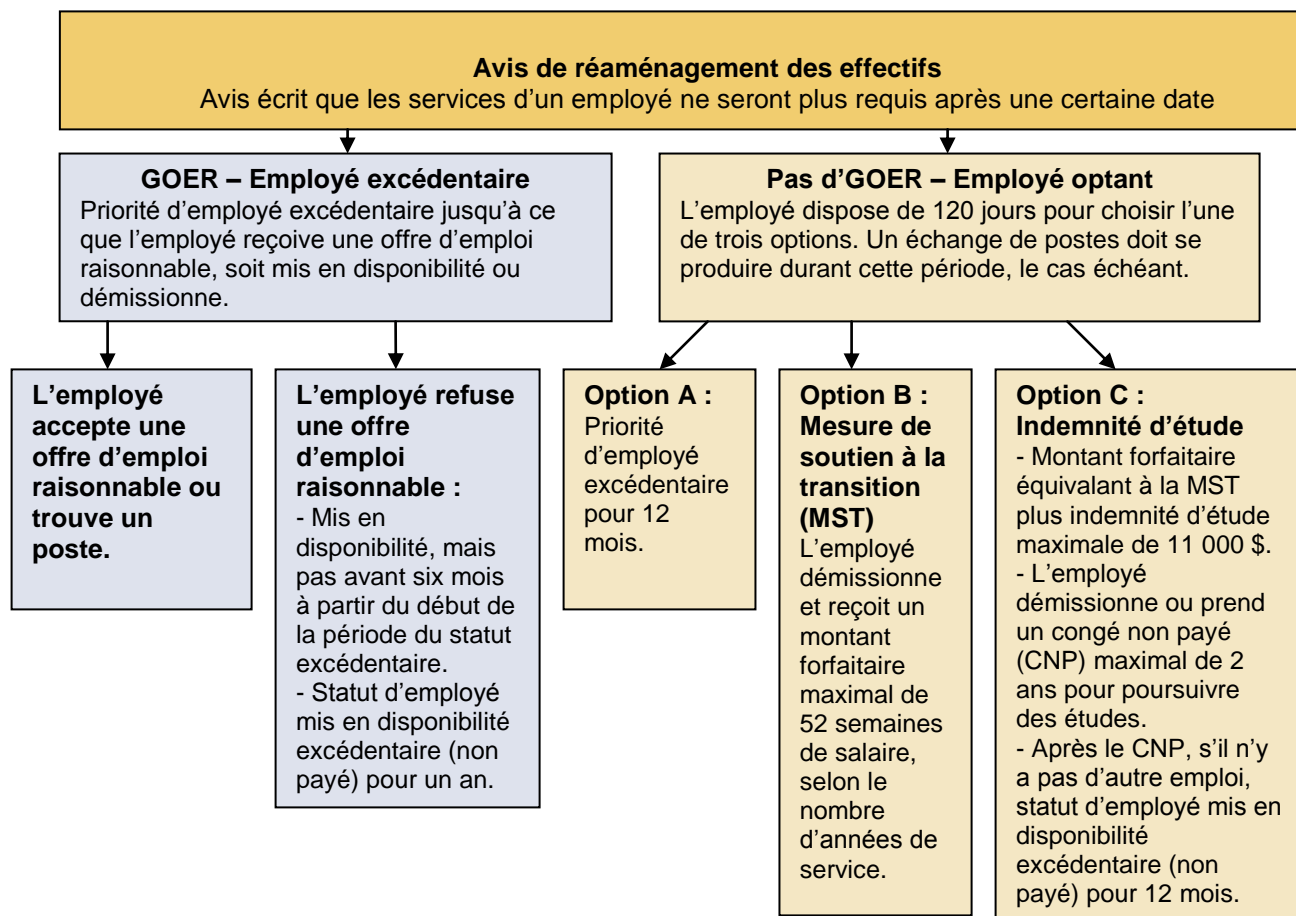 Avis de réaménagement des effectifs
Avis écrit que les services d'un employé ne seront plus requis après une certaine date
GOER – Employé excédentaire
Priorité d'employé excédentaire jusqu'à ce
que l'employé reçoive une offre d'emploi
raisonnable, soit mis en disponibilité ou
démissionne.
Pas d'GOER – Employé optant
L'employé dispose de 120 jours pour choisir l'une
de trois options. Un échange de postes doit se
produire durant cette période, le cas échéant.
L'employé
accepte une
offre d'emploi
raisonnable ou
trouve un
poste.
L'employé refuse
une offre
d'emploi
raisonnable :
- Mis en
disponibilité, mais
pas avant six mois
à partir du début de
la période du statut
excédentaire.
- Statut d'employé
mis en disponibilité
excédentaire (non
payé) pour un an.
Option A :
Priorité
d'employé
excédentaire
pour 12
mois.
Option B :
Mesure de
soutien à la
transition
(MST)
L'employé
démissionne
et reçoit un
montant
forfaitaire
maximal de
52 semaines
de salaire,
selon le
nombre
d'années de
service.
Option C :
Indemnité d'étude
- Montant forfaitaire
équivalant à la MST
plus indemnité d'étude
maximale de 11 000 $.
- L'employé
démissionne ou prend
un congé non payé
(CNP) maximal de 2
ans pour poursuivre
des études.
- Après le CNP, s'il n'y
a pas d'autre emploi,
statut d'employé mis en
disponibilité
excédentaire (non
payé) pour 12 mois.